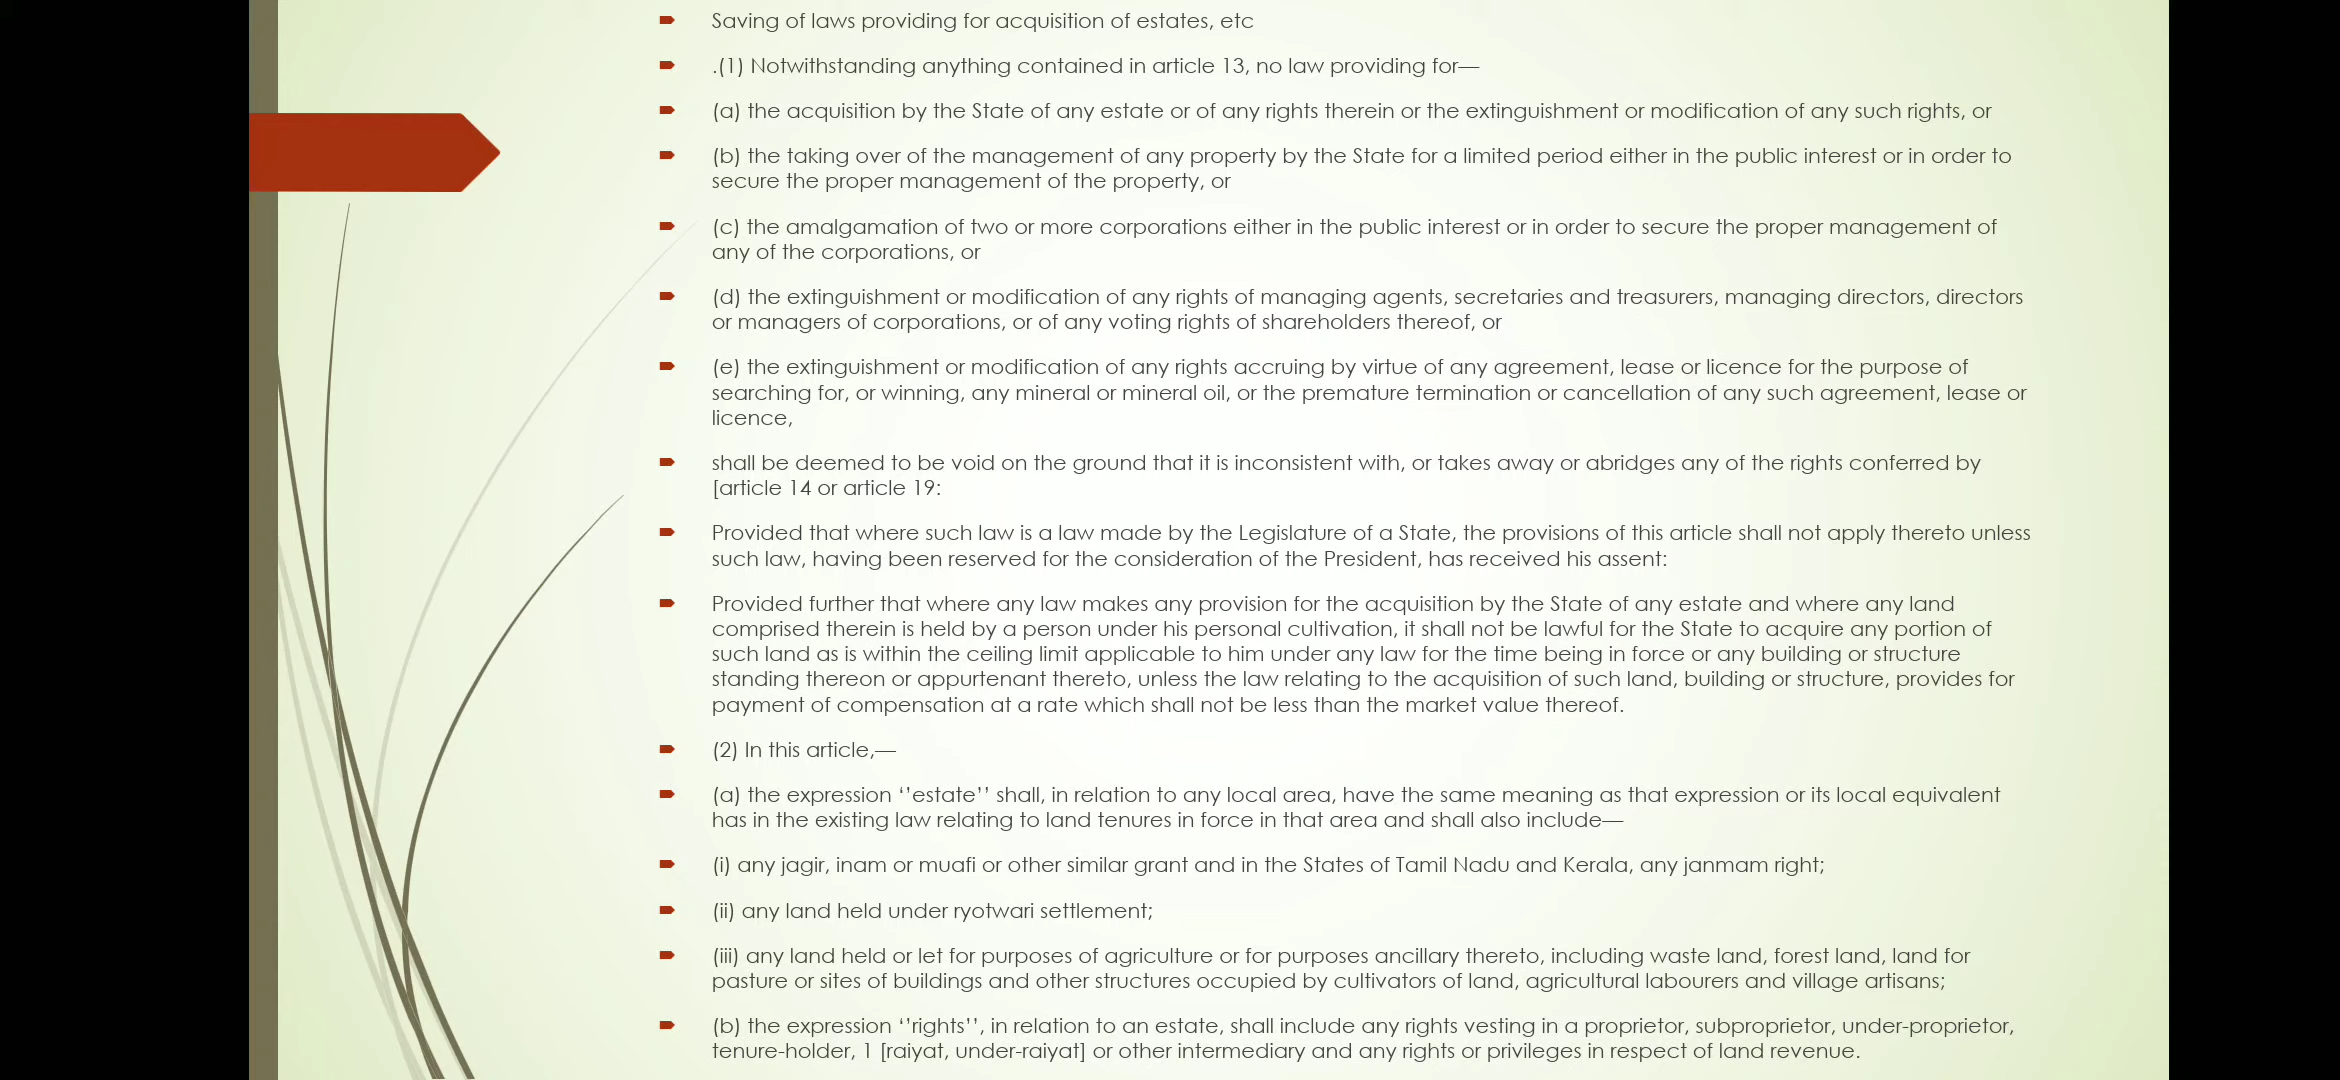 Saving of laws providing for acquisition of estates, etc
.(1) Notwithstanding anything contained in article 13, no law providing for—
(a) the acquisition by the State of any estate or of any rights therein or the extinguishment or modification of any such rights, or
(b) the taking over of the management of any property by the State for a limited period either in the public interest or in order to
secure the proper management of the property, or
(c) the amalgamation of two or more corporations either in the public interest or in order to secure the proper management of
any of the corporations, or
(d) the extinguishment or modification of any rights of managing agents, secretaries and treasurers, managing directors, directors
or managers of corporations, or of any voting rights of shareholders thereof, or
(e) the extinguishment or modification of any rights accruing by virtue of any agreement, lease or licence for the purpose of
searching for, or winning, any mineral or mineral oil, or the premature termination or cancellation of any such agreement, lease or
licence,
shall be deemed to be void on the ground that it is inconsistent with, or takes away or abridges any of the rights conferred by
[article 14 or article 19:
Provided that where such law is a law made by the Legislature of a State, the provisions of this article shall not apply thereto unless
such law, having been reserved for the consideration of the President, has received his assent:
Provided further that where any law makes any provision for the acquisition by the State of any estate and where any land
comprised therein is held by a person under his personal cultivation, it shall not be lawful for the State to acquire any portion of
such land as is within the ceiling limit applicable to him under any law for the time being in force or any building or structure
standing thereon or appurtenant thereto, unless the law relating to the acquisition of such land, building or structure, provides for
payment of compensation at a rate which shall not be less than the market value thereof.
(2) In this article,—
(a) the expression ‘’estate’’ shall, in relation to any local area, have the same meaning as that expression or its local equivalent
has in the existing law relating to land tenures in force in that area and shall also include—
(i) any jagir, inam or muafi or other similar grant and in the States of Tamil Nadu and Kerala, any janmam right;
(ii) any land held under ryotwari settlement;
(iii) any land held or let for purposes of agriculture or for purposes ancillary thereto, including waste land, forest land, land for
pasture or sites of buildings and other structures occupied by cultivators of land, agricultural labourers and village artisans;
(b) the expression ‘’rights’’, in relation to an estate, shall include any rights vesting in a proprietor, subproprietor, under-proprietor,
tenure-holder, 1 [raiyat, under-raiyat] or other intermediary and any rights or privileges in respect of land revenue.